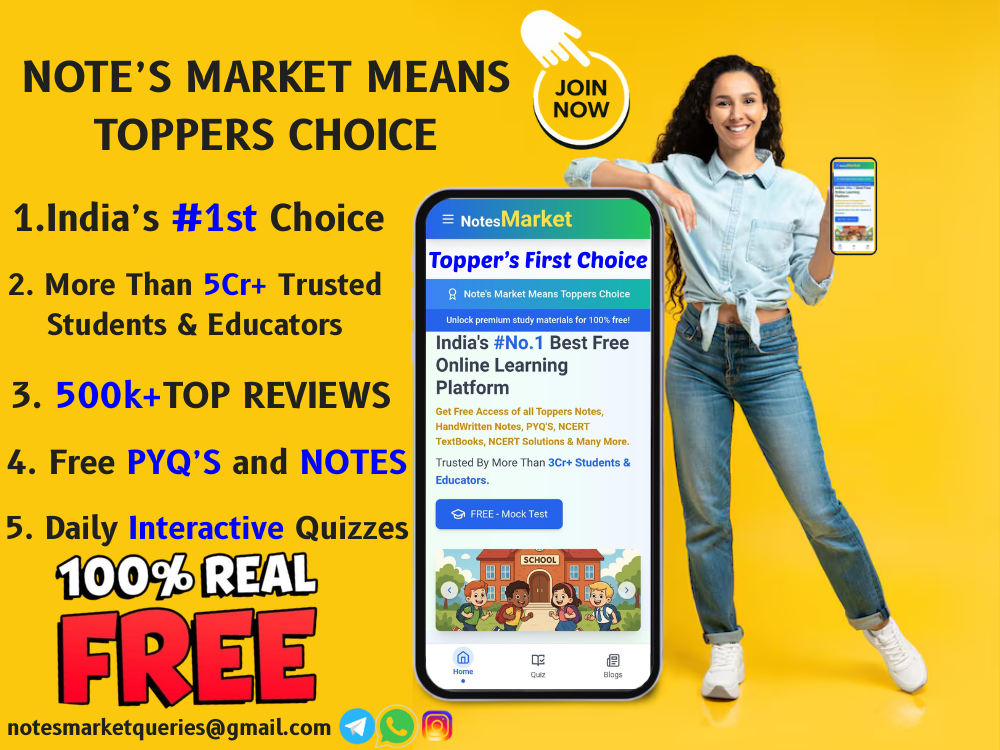 NOTE'S MARKET MEANS
TOPPERS CHOICE
JOIN
NOW
1.India's #1st Choice
2. More Than 5Cr+ Trusted
Students & Educators
3. 500k+TOP REVIEWS
4. Free PYQ'S and NOTES
5. Daily Interactive Quizzes
100% REAL
FREE
notesmarketqueries@gmail.com
NotesMarket
Topper's First Choice
Note's Market Means Toppers Choice
Unlock premium study materials for 100% free!
India's #No.1 Best Free
Online Learning
Platform
Get Free Access of all Toppers Notes,
HandWritten Notes, PYQ'S, NCERT
TextBooks, NCERT Solutions & Many More.
Trusted By More Than 3Cr+ Students &
Educators.
FREE - Mock Test
SCHOOL
Home
Quiz
Blogs
NotesMarket